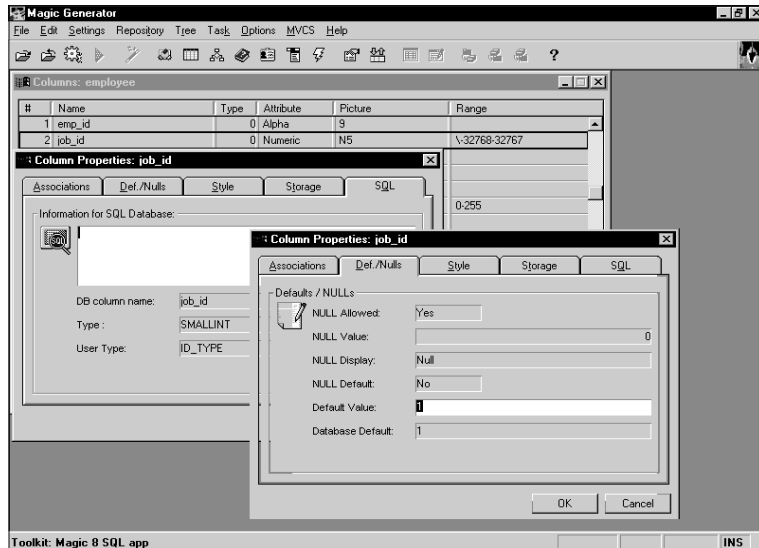 Magic Generator
File Edit Settings Repository Tree Task Options MVCS Help
Columns: employee
# Name Type Attribute Picture Range
1 emp_id 0 Alpha 9
2 job_id 0 Numeric N5 \-32768-32767
0-255
Column Properties: job_id
Associations Def./Nulls Style Storage SQL
Information for SQL Database:
SQL
DB column name: job_id
Type : SMALLINT
User Type: ID_TYPE
Column Properties: job_id
Associations Def./Nulls Style Storage SQL
Defaults / NULLs
NULL Allowed: Yes
NULL Value: 0
NULL Display: Null
NULL Default: No
Default Value: 1
Database Default: 1
OK Cancel
Toolkit: Magic 8 SQL app INS